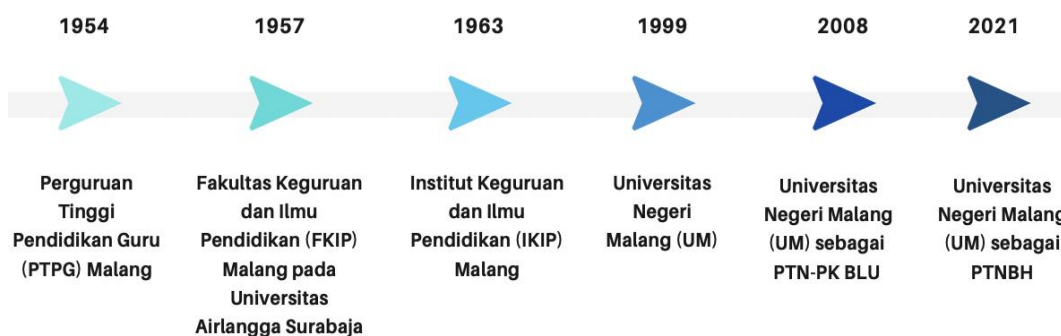 1954
1957
1963
1999
2008
2021
Perguruan
Tinggi
Pendidikan Guru
(PTPG) Malang
Fakultas Keguruan
dan Ilmu
Pendidikan (FKIP)
Malang pada
Universitas
Airlangga Surabaja
Institut Keguruan
dan Ilmu
Pendidikan (IKIP)
Malang
Universitas
Negeri
Malang (UM)
Universitas
Negeri Malang
(UM) sebagai
PTN-PK BLU
Universitas
Negeri Malang
(UM) sebagai
PTNBH